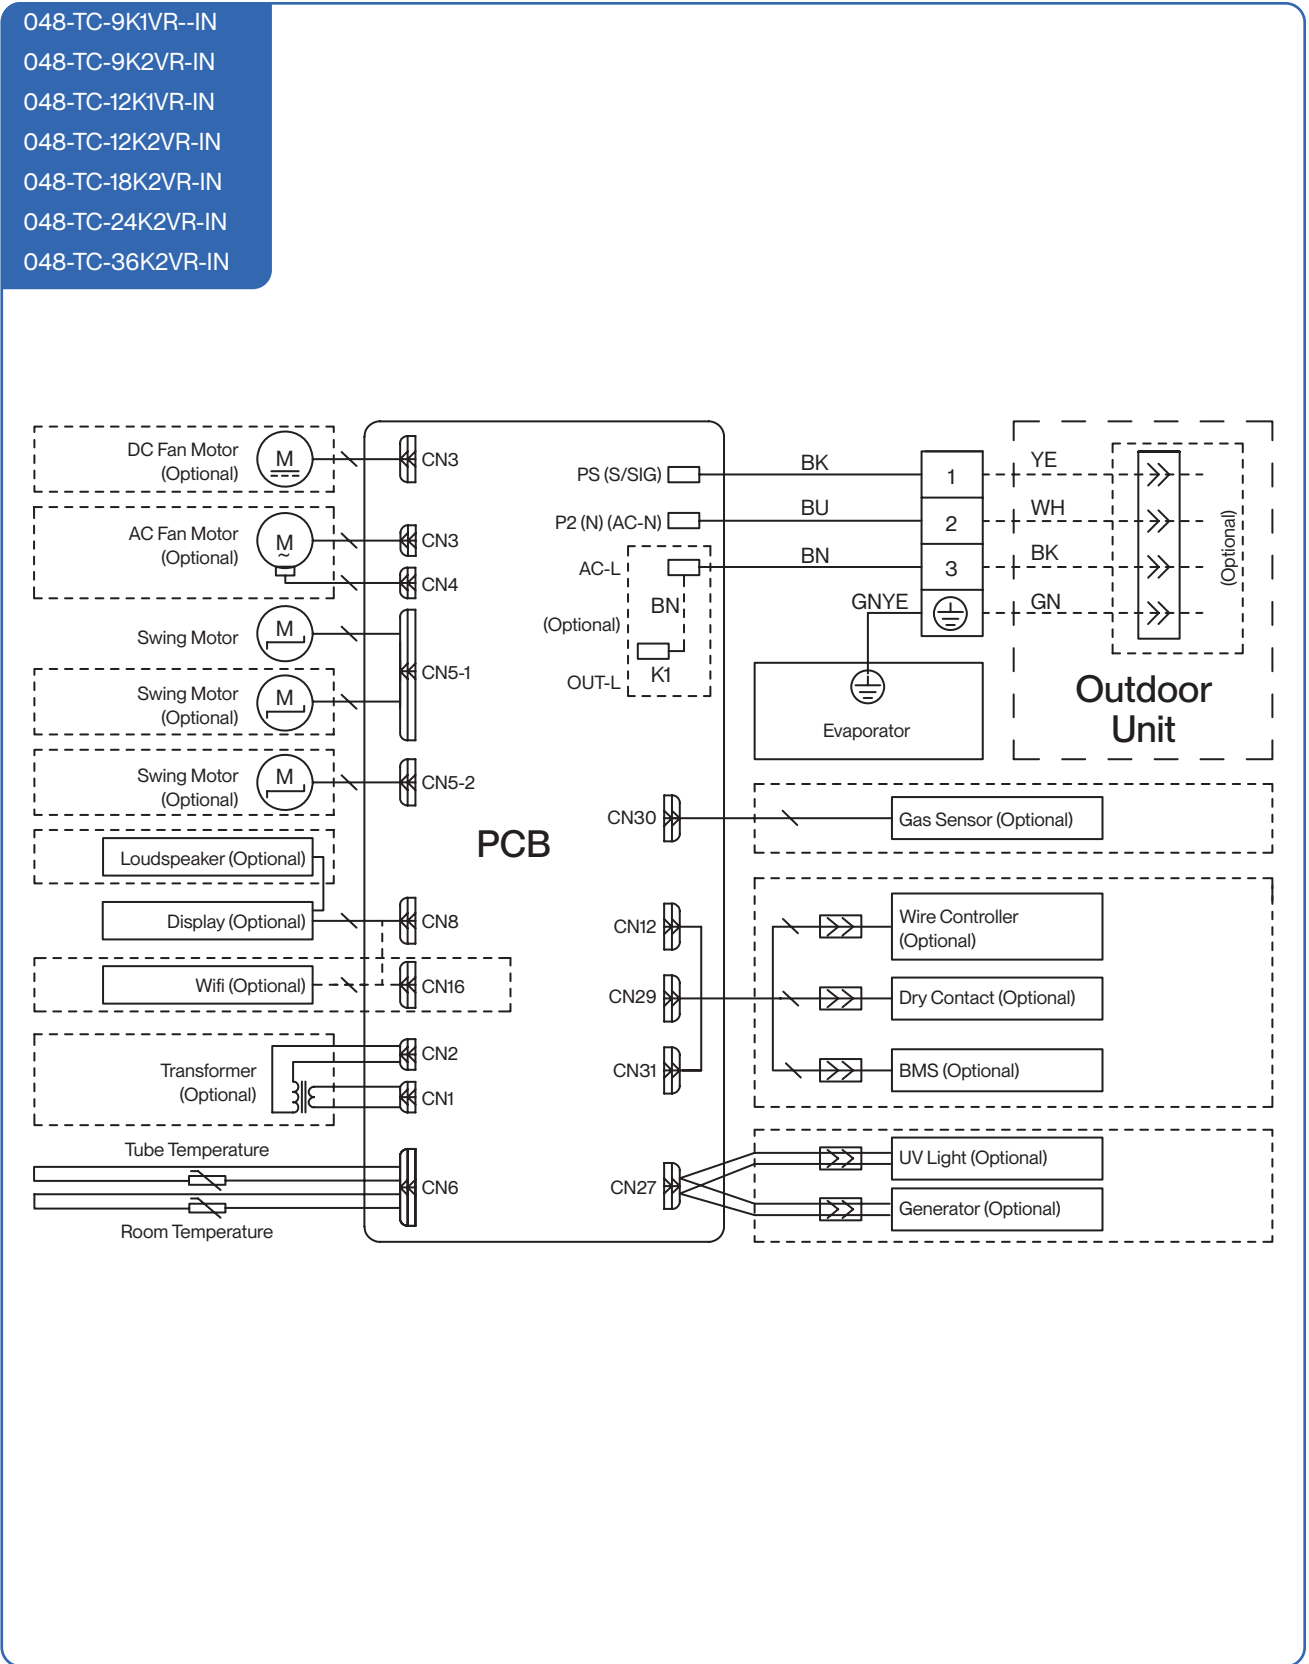 048-TC-9K1VR--IN
048-TC-9K2VR-IN
048-TC-12K1VR-IN
048-TC-12K2VR-IN
048-TC-18K2VR-IN
048-TC-24K2VR-IN
048-TC-36K2VR-IN
DC Fan Motor
(Optional)
M
CN3
AC Fan Motor
(Optional)
M
~
CN3
CN4
Swing Motor
M
CN5-1
Swing Motor
(Optional)
M
Swing Motor
(Optional)
M
CN5-2
Loudspeaker (Optional)
Display (Optional)
CN8
Wifi (Optional)
CN16
Transformer
(Optional)
CN2
CN1
Tube Temperature
CN6
Room Temperature
PCB
PS (S/SIG)
BK
1
YE
P2 (N) (AC-N)
BU
2
WH
AC-L
BN
3
BK
BN
(Optional)
K1
OUT-L
GNYE
GN
(Optional)
Evaporator
Outdoor
Unit
CN30
Gas Sensor (Optional)
CN12
Wire Controller
(Optional)
CN29
Dry Contact (Optional)
CN31
BMS (Optional)
CN27
UV Light (Optional)
Generator (Optional)